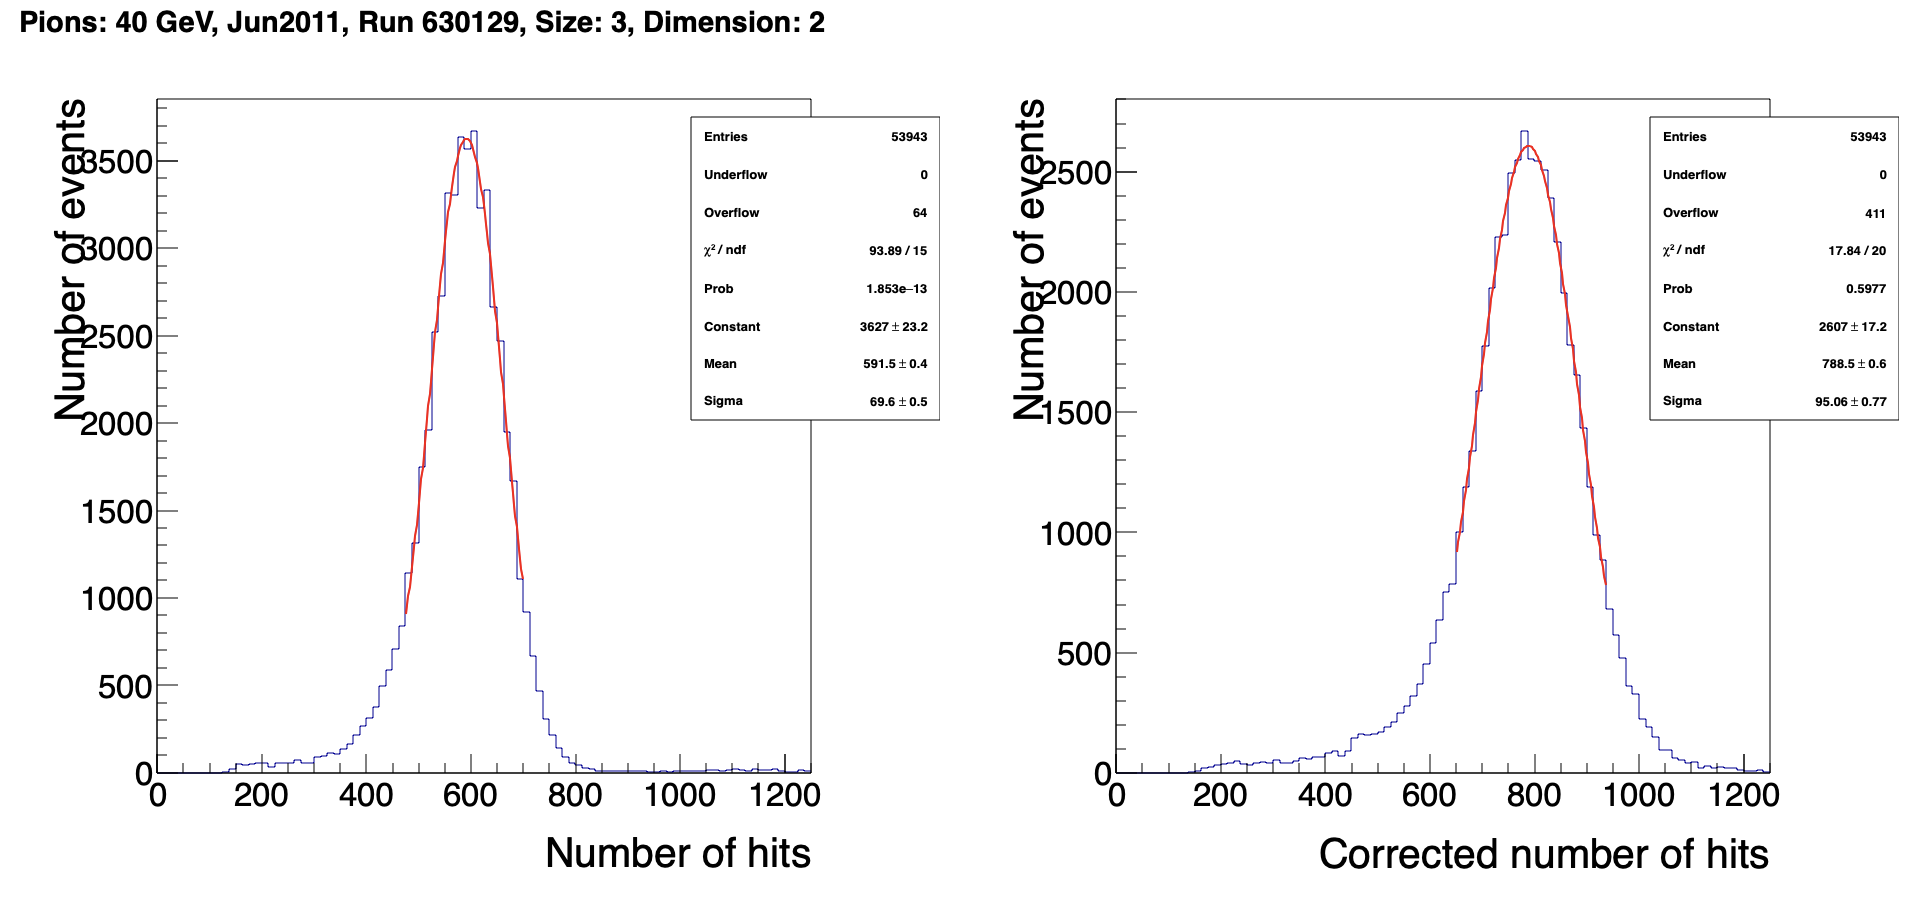 Pions: 40 GeV, Jun2011, Run 630129, Size: 3, Dimension: 2
Number of events
3500
3000
2500
2000
1500
1000
500
0
0 200 400 600 800 1000 1200
Number of hits
Entries 53943
Underflow 0
Overflow 64
χ² / ndf 93.89 / 15
Prob 1.853e−13
Constant 3627 ± 23.2
Mean 591.5 ± 0.4
Sigma 69.6 ± 0.5
Number of events
2500
2000
1500
1000
500
0
0 200 400 600 800 1000 1200
Corrected number of hits
Entries 53943
Underflow 0
Overflow 411
χ² / ndf 17.84 / 20
Prob 0.5977
Constant 2607 ± 17.2
Mean 788.5 ± 0.6
Sigma 95.06 ± 0.77